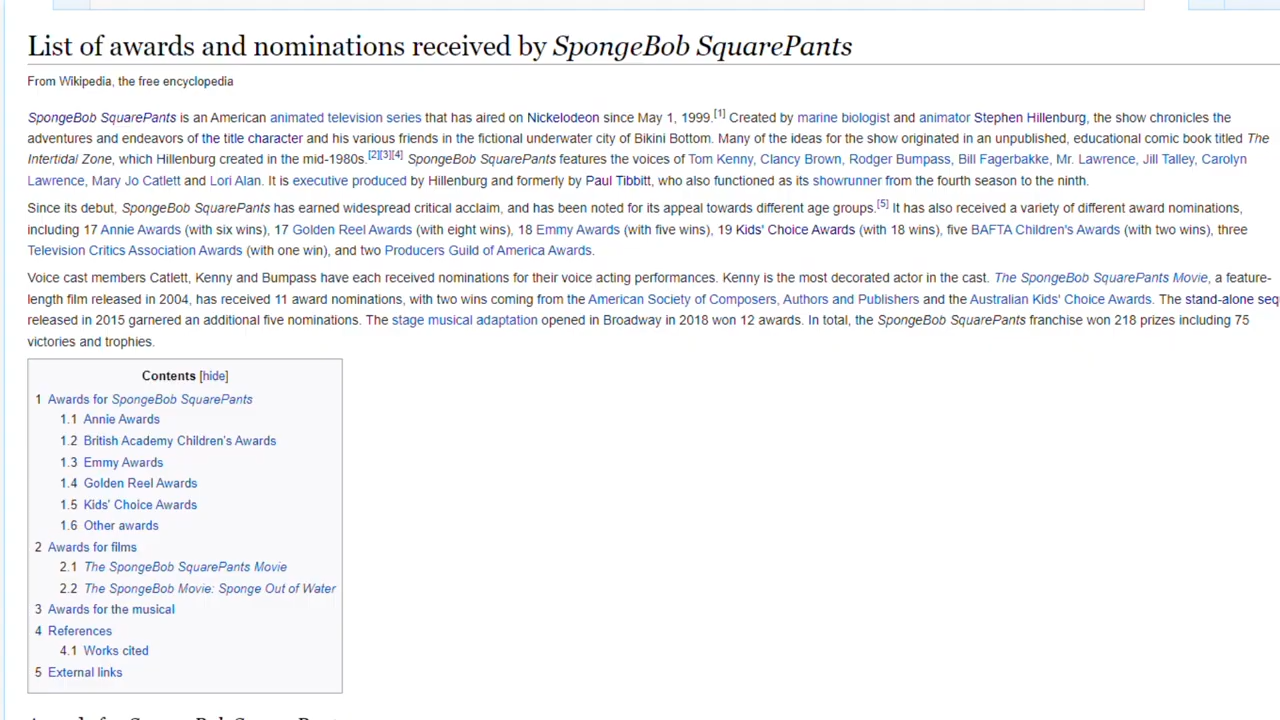 List of awards and nominations received by SpongeBob SquarePants
From Wikipedia, the free encyclopedia
SpongeBob SquarePants is an American animated television series that has aired on Nickelodeon since May 1, 1999.[1] Created by marine biologist and animator Stephen Hillenburg, the show chronicles the
adventures and endeavors of the title character and his various friends in the fictional underwater city of Bikini Bottom. Many of the ideas for the show originated in an unpublished, educational comic book titled The
Intertidal Zone, which Hillenburg created in the mid-1980s.[2][3][4] SpongeBob SquarePants features the voices of Tom Kenny, Clancy Brown, Rodger Bumpass, Bill Fagerbakke, Mr. Lawrence, Jill Talley, Carolyn
Lawrence, Mary Jo Catlett and Lori Alan. It is executive produced by Hillenburg and formerly by Paul Tibbitt, who also functioned as its showrunner from the fourth season to the ninth.
Since its debut, SpongeBob SquarePants has earned widespread critical acclaim, and has been noted for its appeal towards different age groups.[5] It has also received a variety of different award nominations,
including 17 Annie Awards (with six wins), 17 Golden Reel Awards (with eight wins), 18 Emmy Awards (with five wins), 19 Kids' Choice Awards (with 18 wins), five BAFTA Children's Awards (with two wins), three
Television Critics Association Awards (with one win), and two Producers Guild of America Awards.
Voice cast members Catlett, Kenny and Bumpass have each received nominations for their voice acting performances. Kenny is the most decorated actor in the cast. The SpongeBob SquarePants Movie, a feature-
length film released in 2004, has received 11 award nominations, with two wins coming from the American Society of Composers, Authors and Publishers and the Australian Kids' Choice Awards. The stand-alone seq
released in 2015 garnered an additional five nominations. The stage musical adaptation opened in Broadway in 2018 won 12 awards. In total, the SpongeBob SquarePants franchise won 218 prizes including 75
victories and trophies.
Contents [hide]
1 Awards for SpongeBob SquarePants
1.1 Annie Awards
1.2 British Academy Children's Awards
1.3 Emmy Awards
1.4 Golden Reel Awards
1.5 Kids' Choice Awards
1.6 Other awards
2 Awards for films
2.1 The SpongeBob SquarePants Movie
2.2 The SpongeBob Movie: Sponge Out of Water
3 Awards for the musical
4 References
4.1 Works cited
5 External links